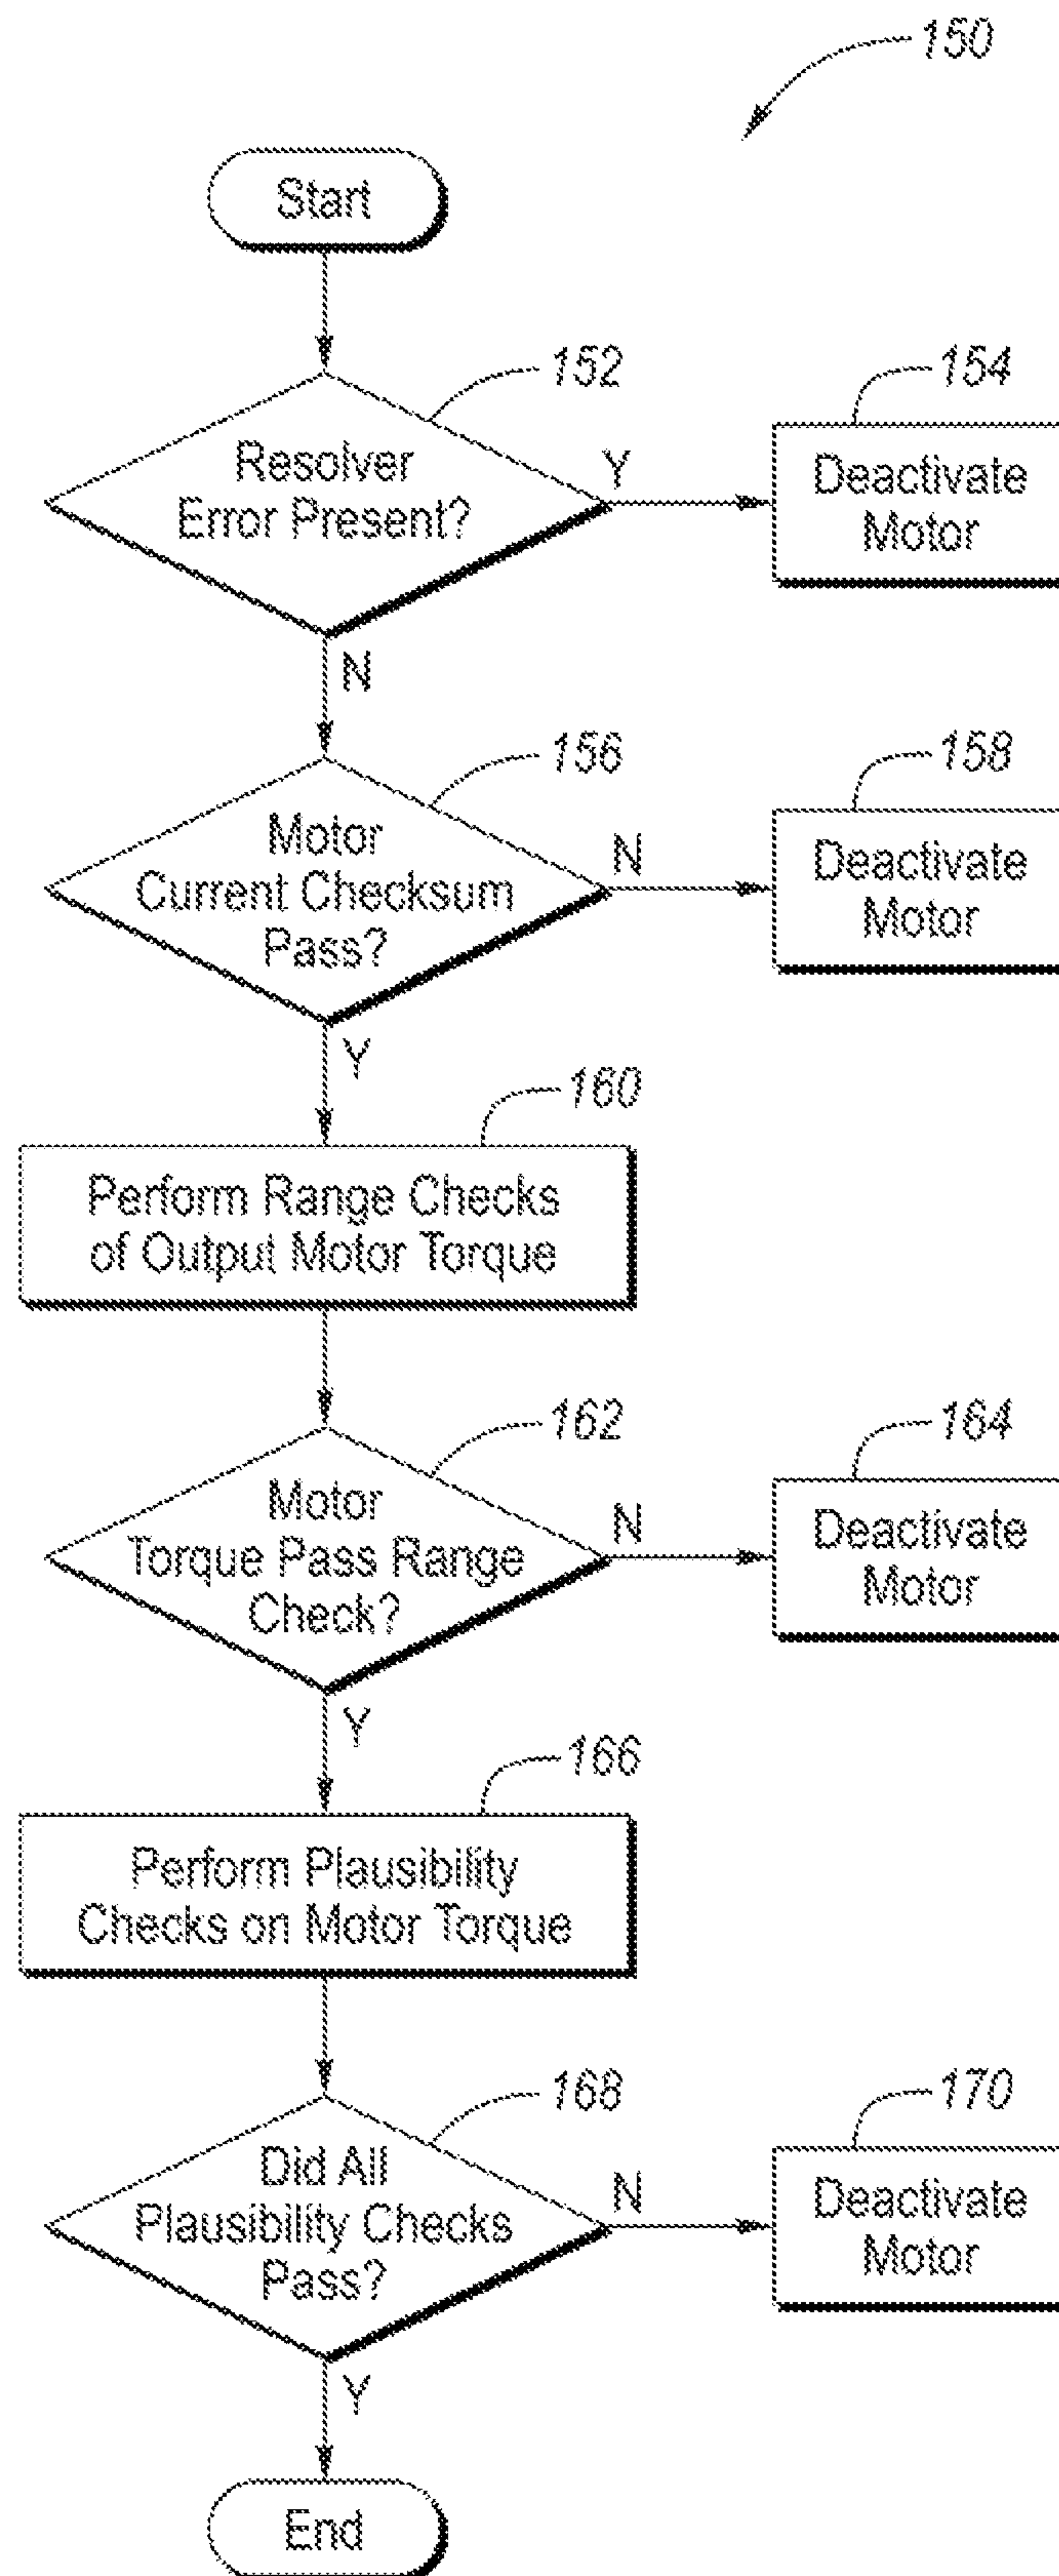 150
Start
152
Resolver
Error Present?
Y
154
Deactivate
Motor
N
156
Motor
Current Checksum
Pass?
N
158
Deactivate
Motor
Y
160
Perform Range Checks
of Output Motor Torque
162
Motor
Torque Pass Range
Check?
N
164
Deactivate
Motor
Y
166
Perform Plausibility
Checks on Motor Torque
168
Did All
Plausibility Checks
Pass?
N
170
Deactivate
Motor
Y
End